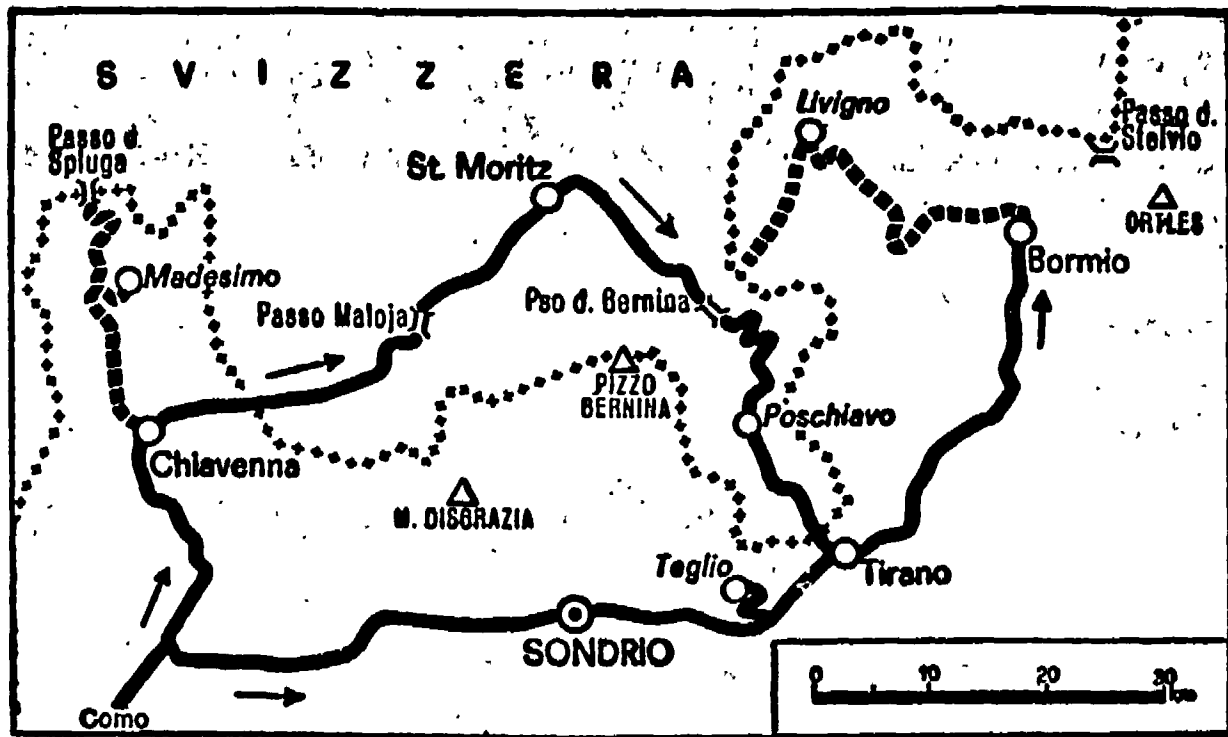 SVIZZERA
Passo d.
Spluga
Livigno
Passo d.
Stelvio
St. Moritz
ORTLES
Madesimo
Bormio
Passo Maloja
Pso d. Bernina
PIZZO
BERNINA
Poschiavo
Chiavenna
M. DISGRAZIA
Teglio
Tirano
SONDRIO
Como
0 10 20 30 km